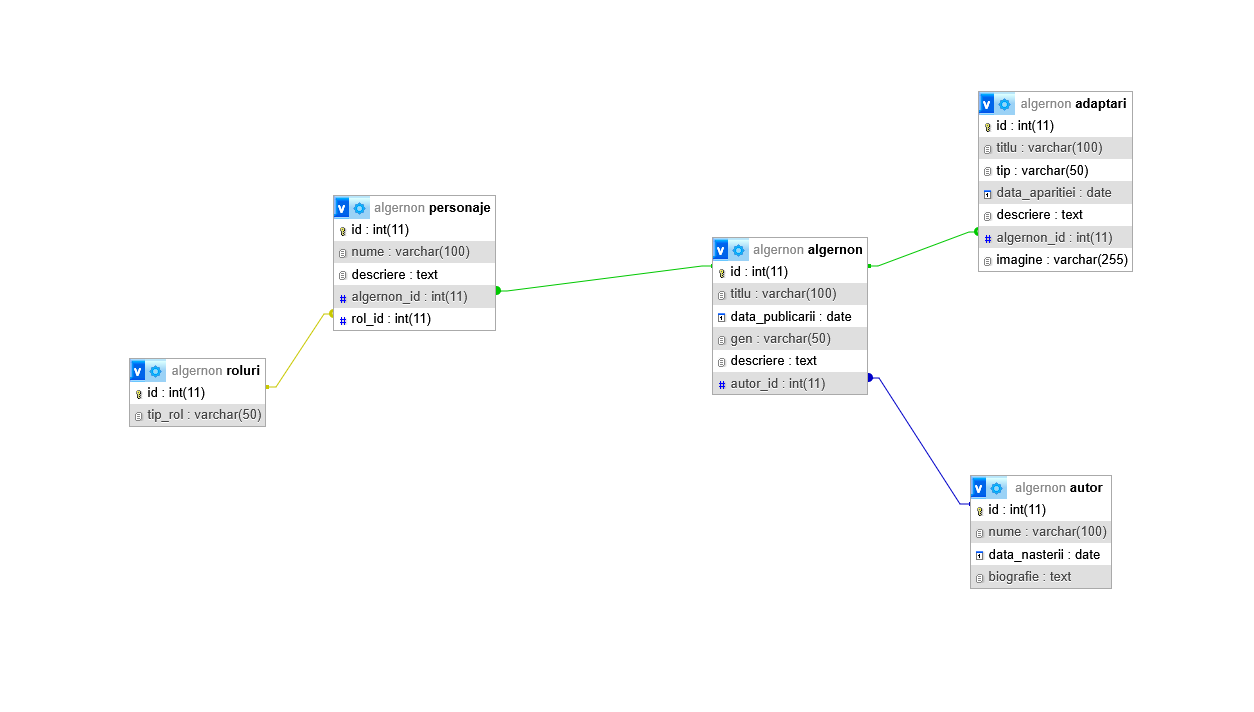 v algernon adaptari
id : int(11)
titlu : varchar(100)
tip : varchar(50)
data_aparitiei : date
descriere : text
# algernon_id : int(11)
imagine : varchar(255)
v algernon personaje
id : int(11)
nume : varchar(100)
descriere : text
# algernon_id : int(11)
# rol_id : int(11)
v algernon algernon
id : int(11)
titlu : varchar(100)
data_publicarii : date
gen : varchar(50)
descriere : text
# autor_id : int(11)
v algernon roluri
id : int(11)
tip_rol : varchar(50)
v algernon autor
id : int(11)
nume : varchar(100)
data_nasterii : date
biografie : text